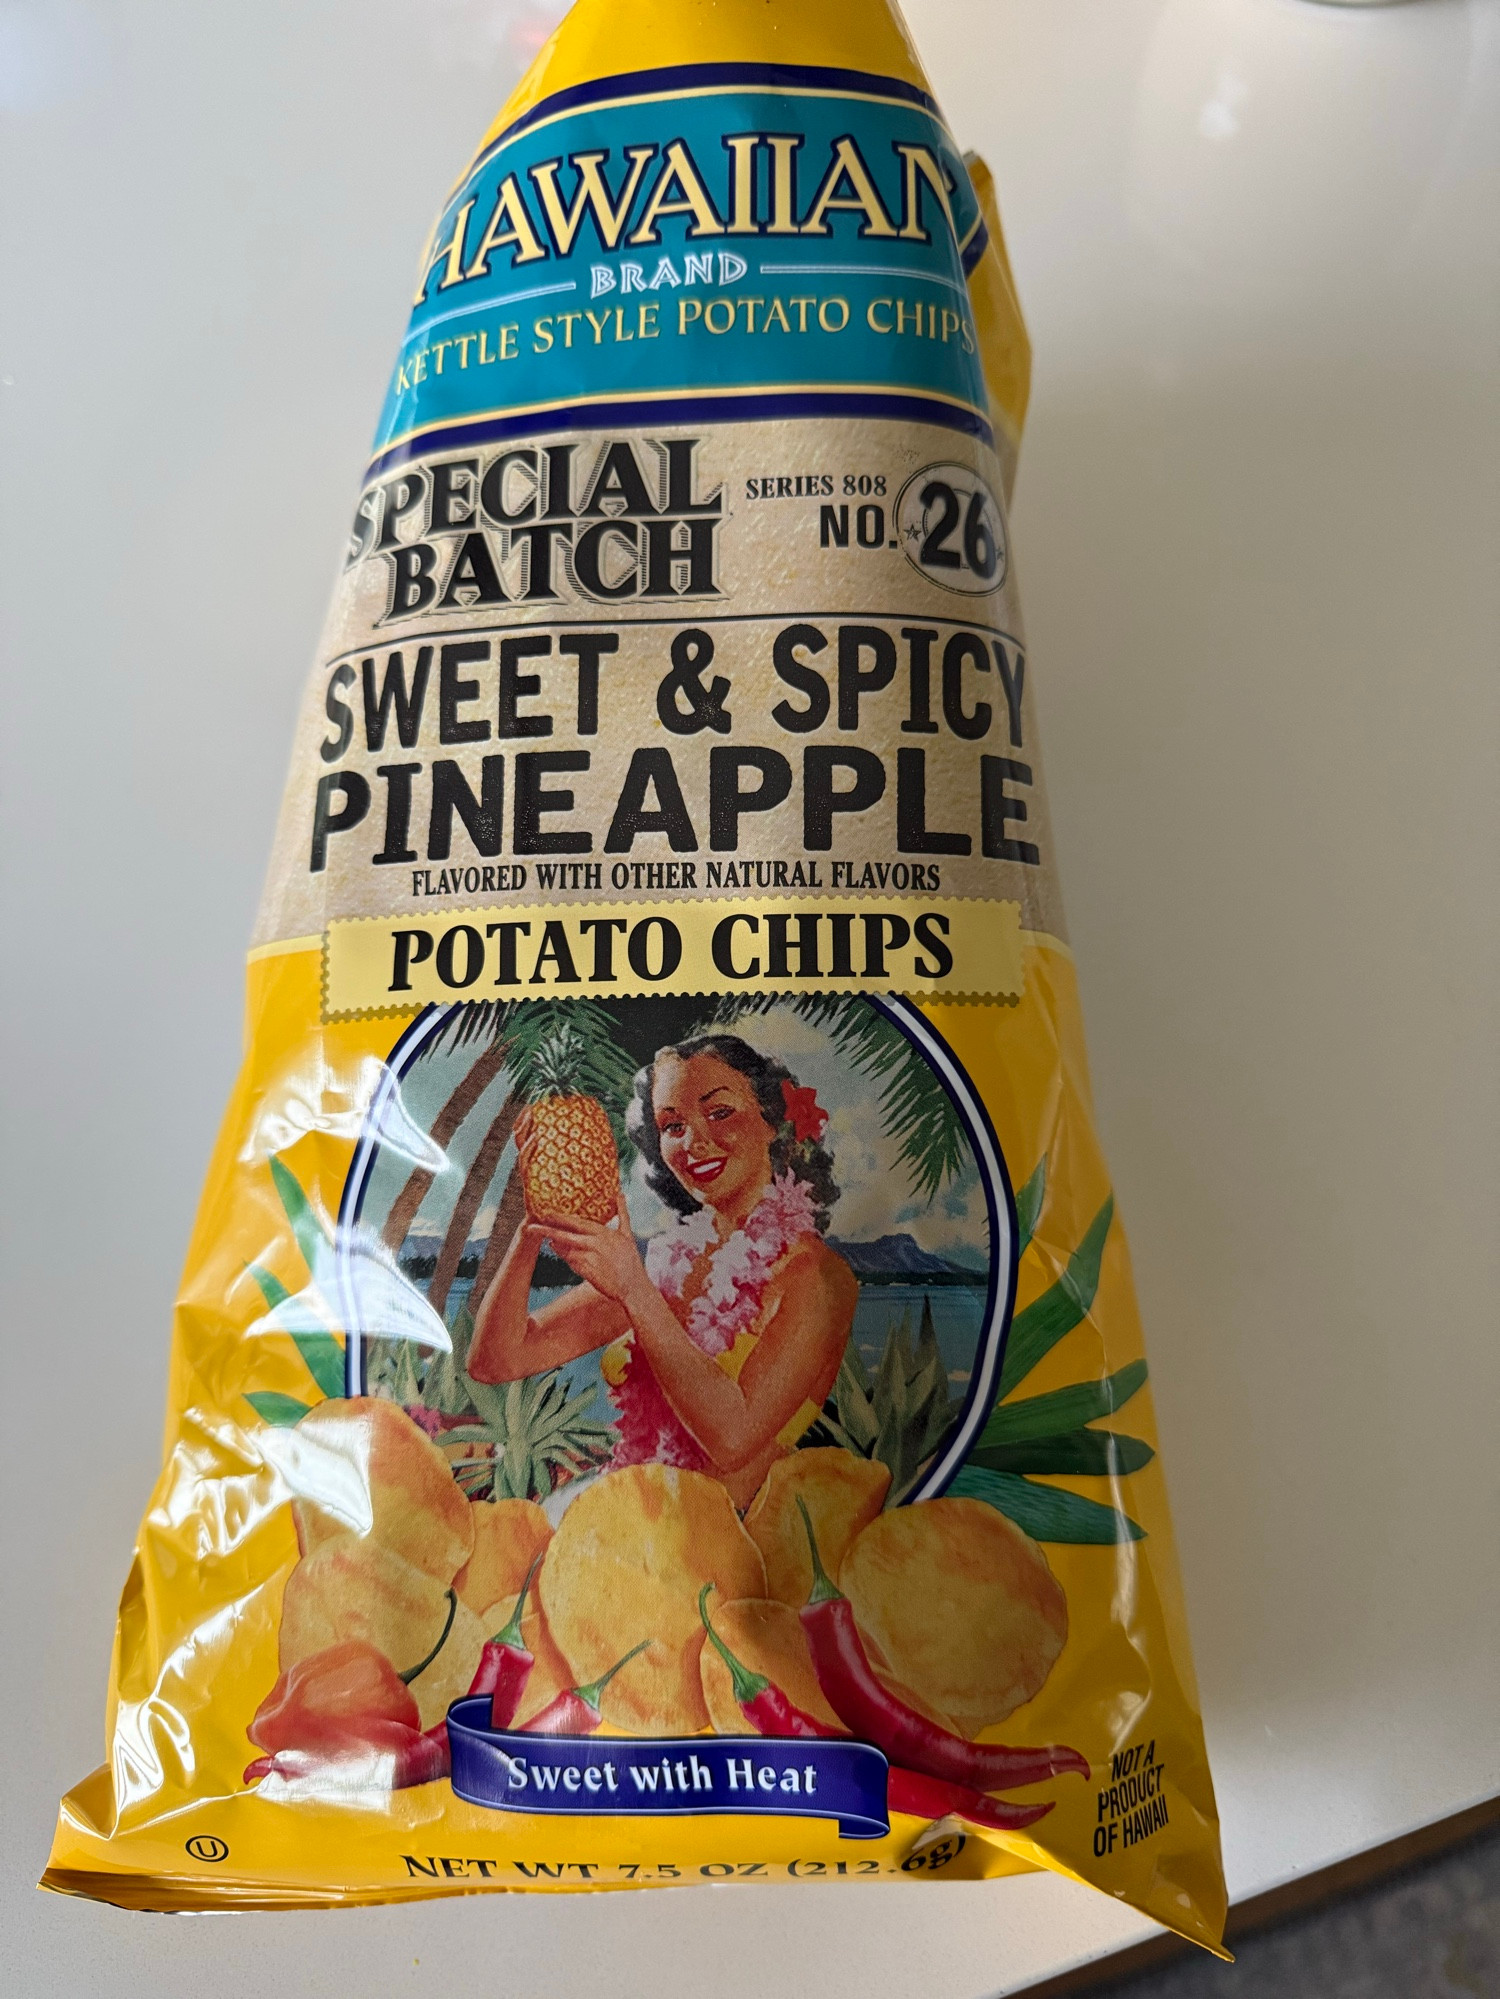 HAWAIIAN
BRAND
KETTLE STYLE POTATO CHIPS
SPECIAL
BATCH
SERIES 808
NO. 26
SWEET & SPICY
PINEAPPLE
FLAVORED WITH OTHER NATURAL FLAVORS
POTATO CHIPS
Sweet with Heat
NOT A
PRODUCT
OF HAWAII
U
NET WT 7.5 OZ (212.6g)